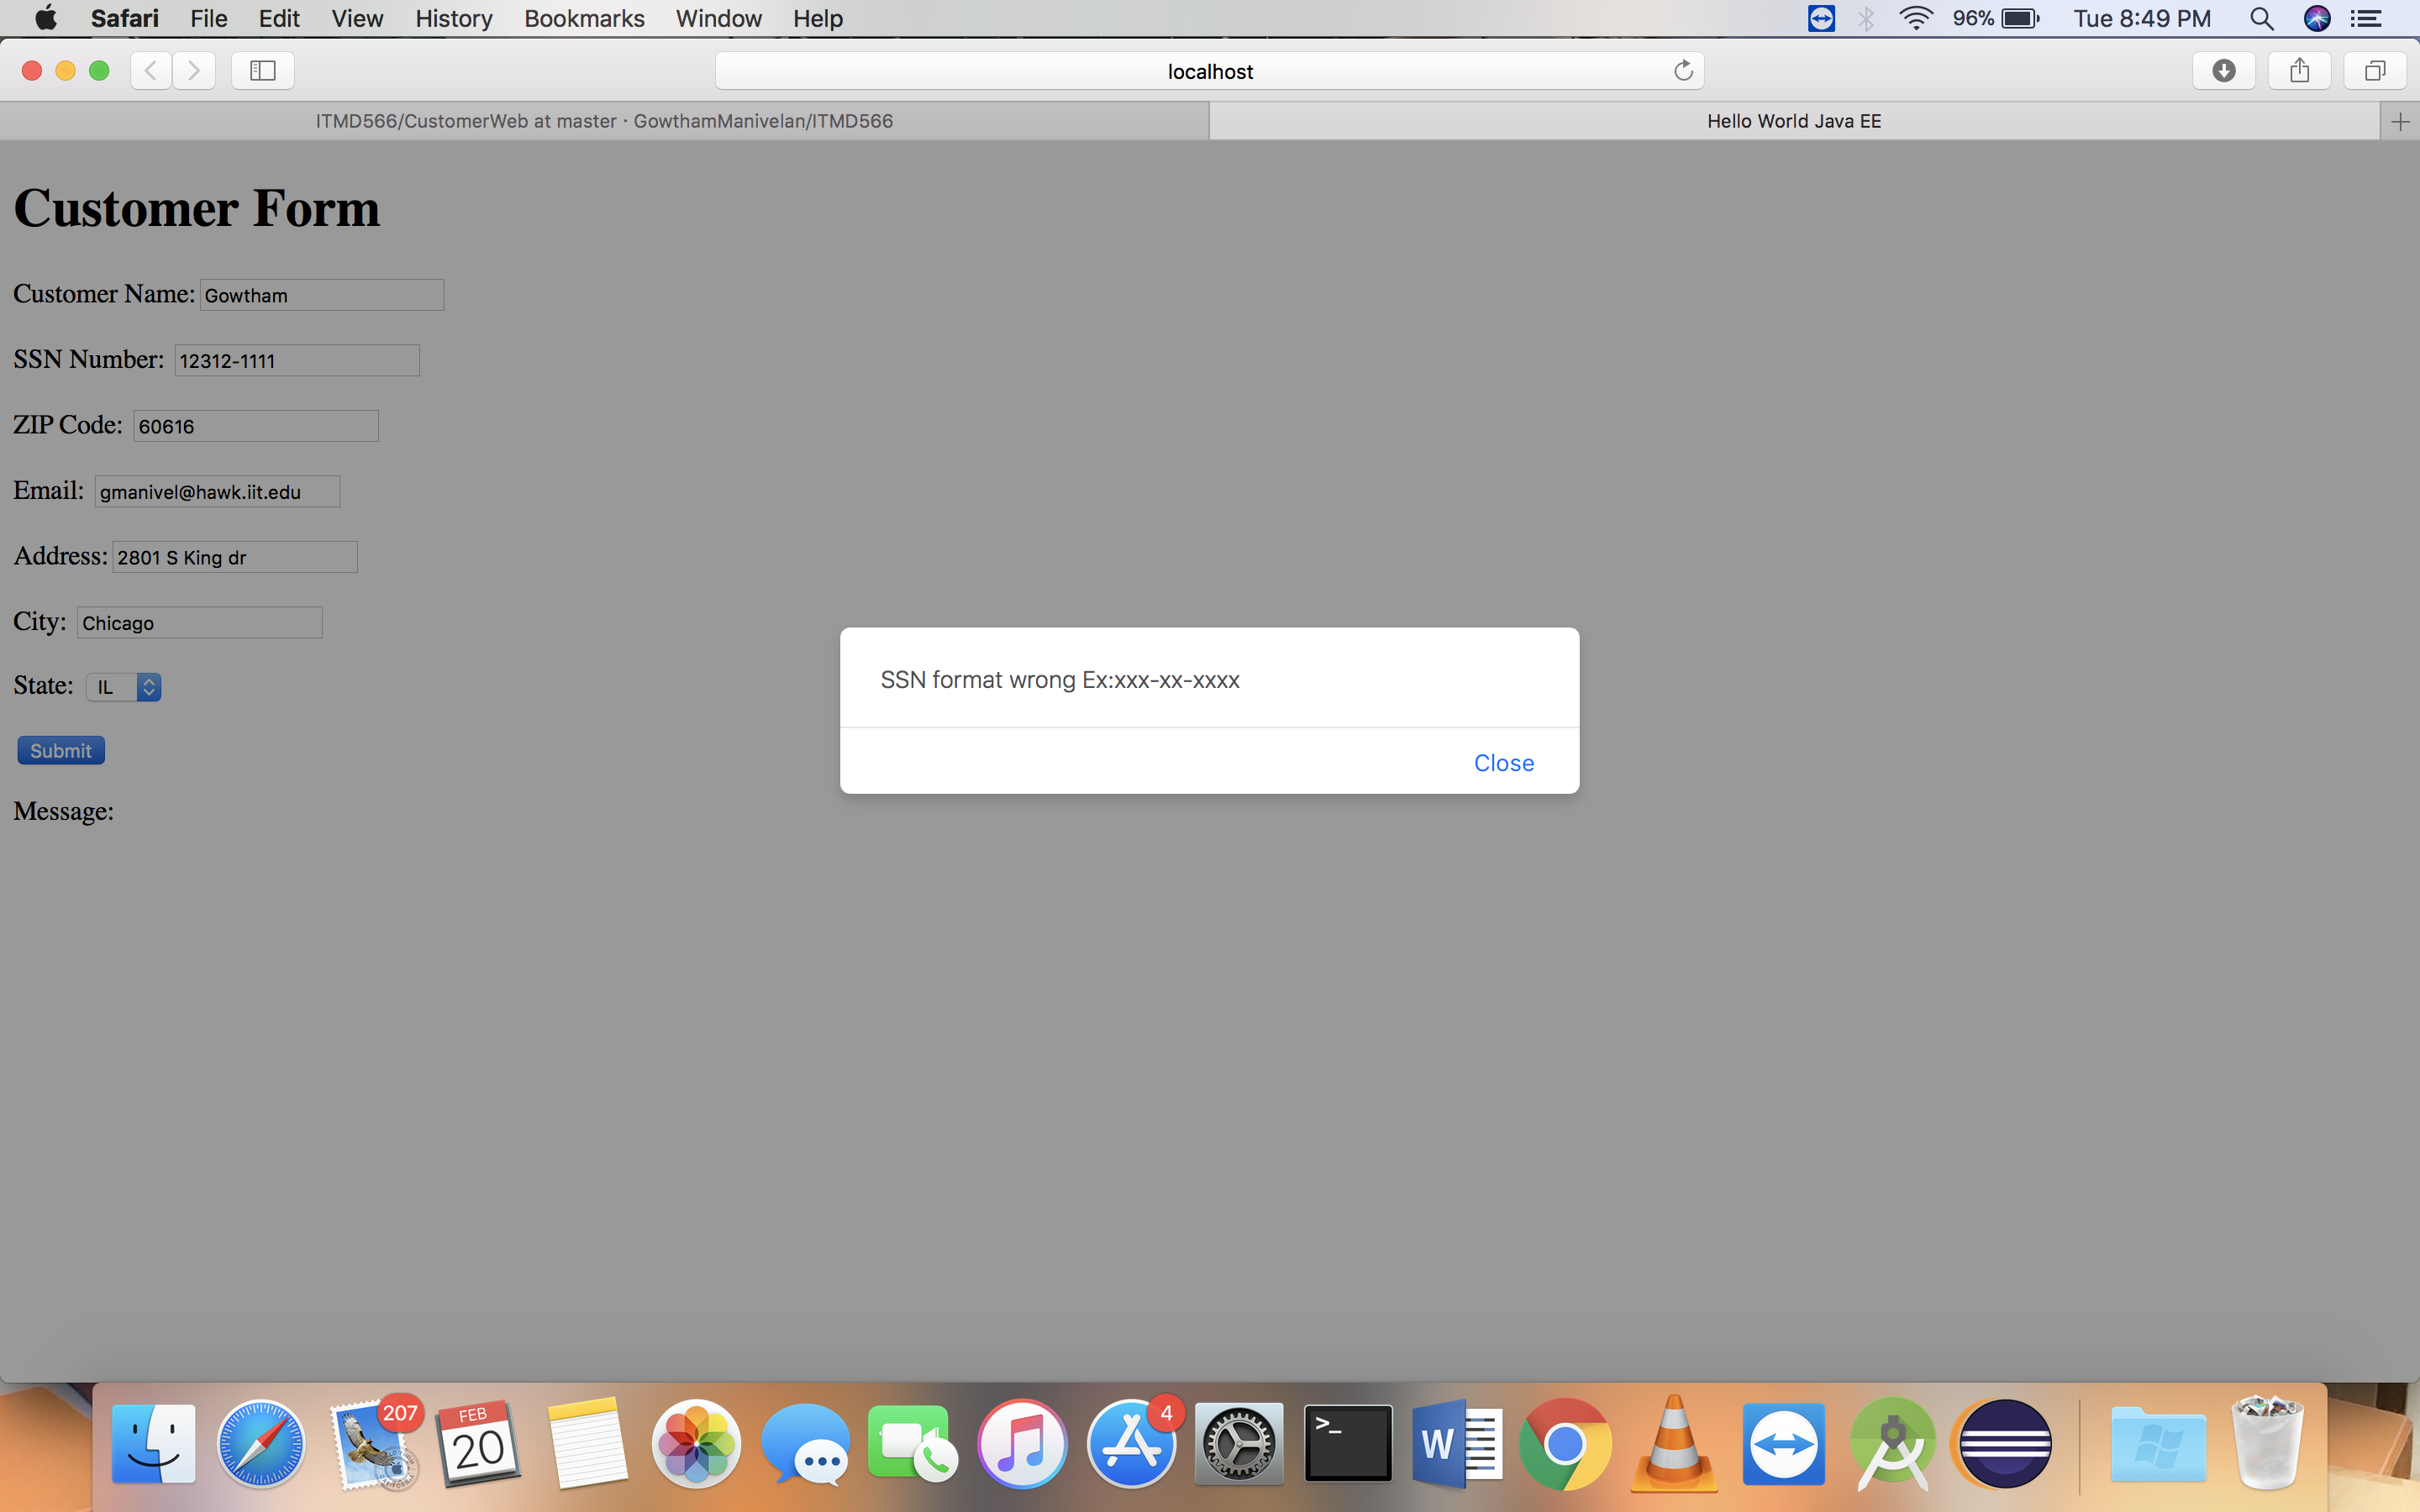 Safari File Edit View History Bookmarks Window Help 96% Tue 8:49 PM
localhost
ITMD566/CustomerWeb at master · GowthamManivelan/ITMD566 Hello World Java EE
Customer Form
Customer Name: Gowtham
SSN Number: 12312-1111
ZIP Code: 60616
Email: gmanivel@hawk.iit.edu
Address: 2801 S King dr
City: Chicago
State: IL
Submit
Message:
SSN format wrong Ex:xxx-xx-xxxx
Close
207 FEB 20 4 >_ W